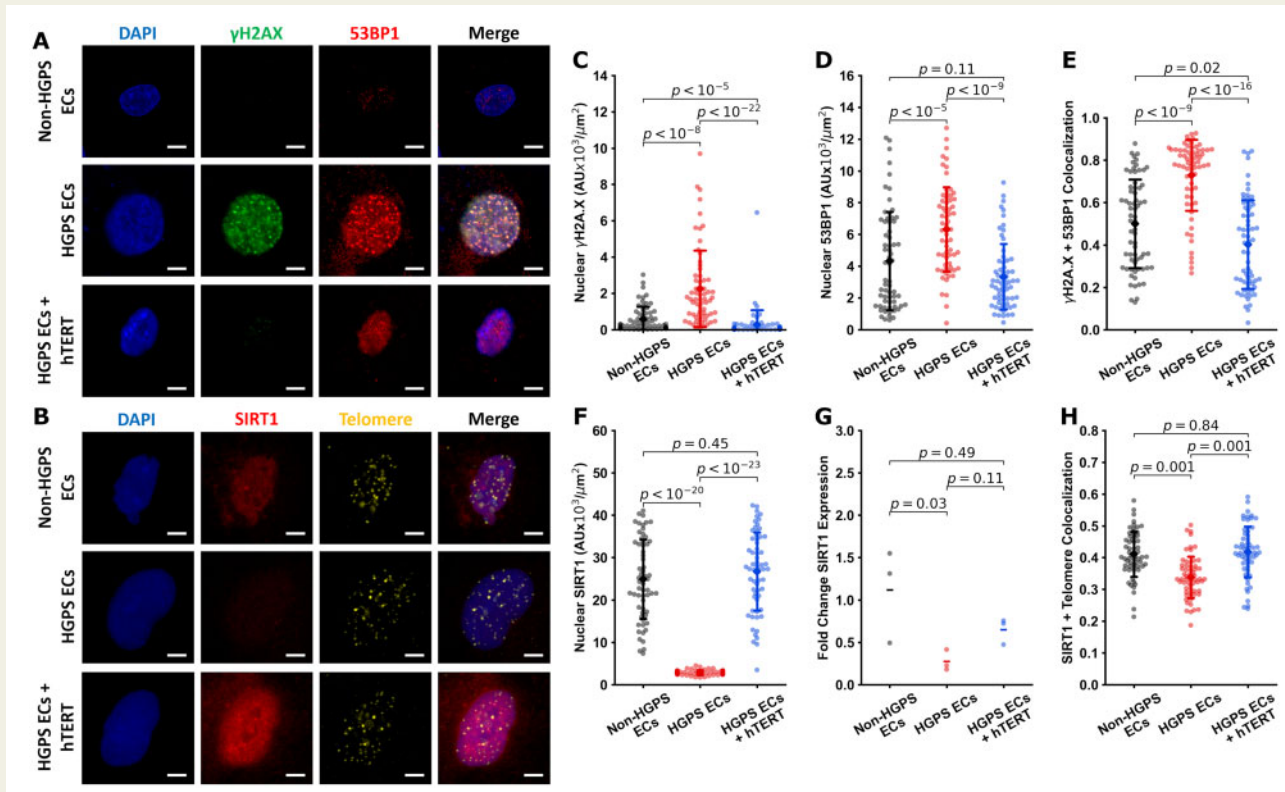 A
DAPI γH2AX 53BP1 Merge
Non-HGPS
ECs
HGPS ECs
HGPS ECs +
hTERT
B
DAPI SIRT1 Telomere Merge
Non-HGPS
ECs
HGPS ECs
HGPS ECs +
hTERT
C
Nuclear γH2A.X (AUx10³/μm²)
14
12
10
8
6
4
2
0
p < 10⁻⁵
p < 10⁻²²
p < 10⁻⁸
Non-HGPS
ECs
HGPS ECs
HGPS ECs
+ hTERT
D
Nuclear 53BP1 (AUx10³/μm²)
16
14
12
10
8
6
4
2
0
p = 0.11
p < 10⁻⁹
p < 10⁻⁵
Non-HGPS
ECs
HGPS ECs
HGPS ECs
+ hTERT
E
γH2A.X + 53BP1 Colocalization
1.0
0.8
0.6
0.4
0.2
0.0
p = 0.02
p < 10⁻¹⁶
p < 10⁻⁹
Non-HGPS
ECs
HGPS ECs
HGPS ECs
+ hTERT
F
Nuclear SIRT1 (AUx10³/μm²)
60
50
40
30
20
10
0
p = 0.45
p < 10⁻²³
p < 10⁻²⁰
Non-HGPS
ECs
HGPS ECs
HGPS ECs
+ hTERT
G
Fold Change SIRT1 Expression
3.0
2.5
2.0
1.5
1.0
0.5
0.0
p = 0.49
p = 0.11
p = 0.03
Non-HGPS
ECs
HGPS ECs
HGPS ECs
+ hTERT
H
SIRT1 + Telomere Colocalization
0.8
0.7
0.6
0.5
0.4
0.3
0.2
0.1
0.0
p = 0.84
p = 0.001
p = 0.001
Non-HGPS
ECs
HGPS ECs
HGPS ECs
+ hTERT